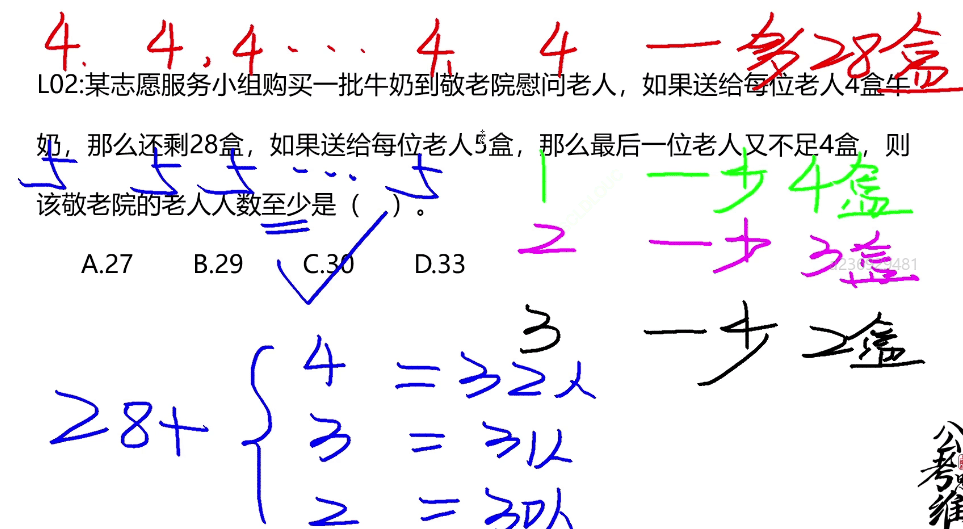 4. 4, 4 ... 4, 4 — 多28盒
L02:某志愿服务小组购买一批牛奶到敬老院慰问老人，如果送给每位老人4盒牛
奶，那么还剩28盒，如果送给每位老人5盒，那么最后一位老人又不足4盒，则
5 5 5 ... 5 1 — 少4盒
该敬老院的老人人数至少是（ ）。
2 — 少3盒
A.27 B.29 C.30 D.33
3 — 少2盒
28+ { 4 = 32人
3 = 31人
2 = 30人
公考
维